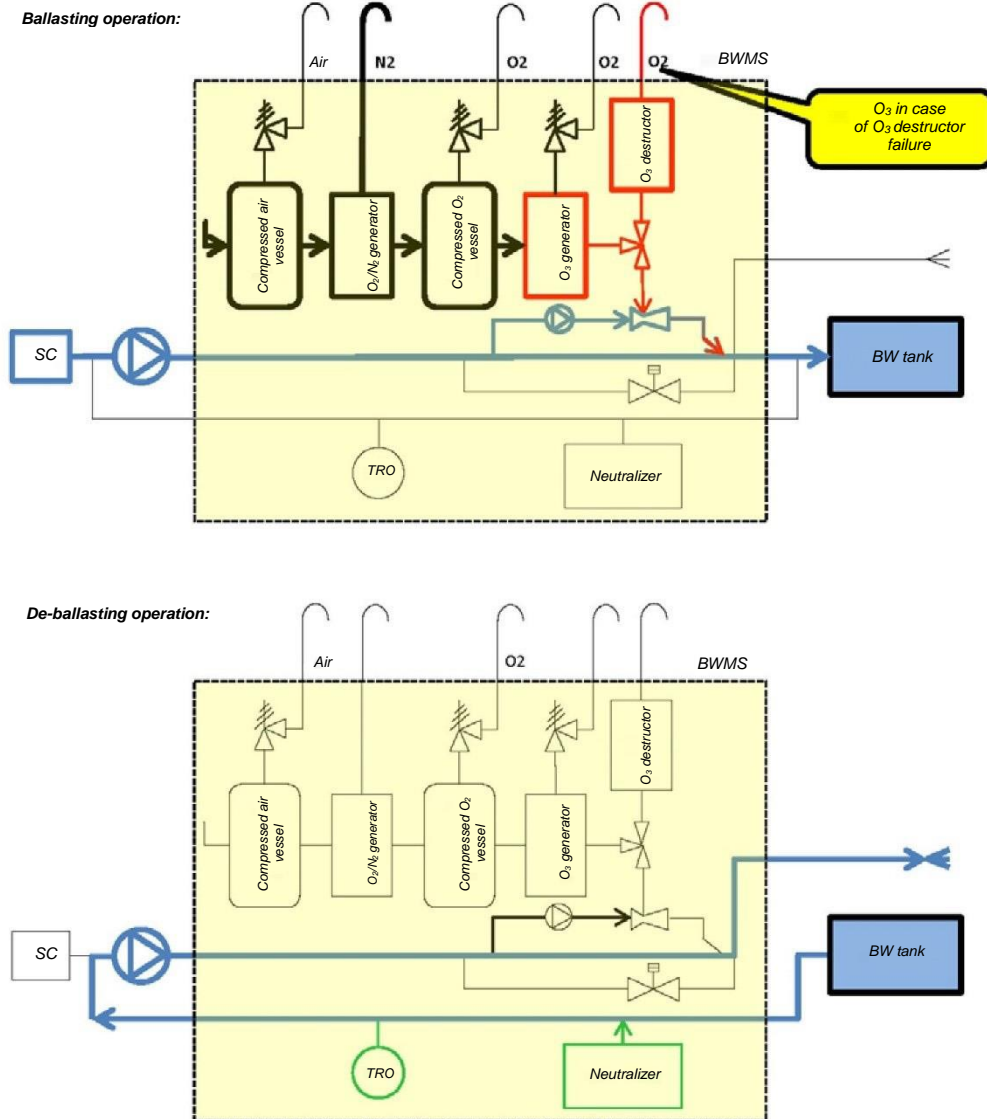 Ballasting operation:
Air
N2
O2
O2
O2
BWMS
O₃ in case
of O₃ destructor
failure
Compressed air
vessel
O₂/N₂ generator
Compressed O₂
vessel
O₃ generator
O₃ destructor
SC
BW tank
TRO
Neutralizer
De-ballasting operation:
Air
O2
BWMS
Compressed air
vessel
O₂/N₂ generator
Compressed O₂
vessel
O₃ generator
O₃ destructor
SC
BW tank
TRO
Neutralizer